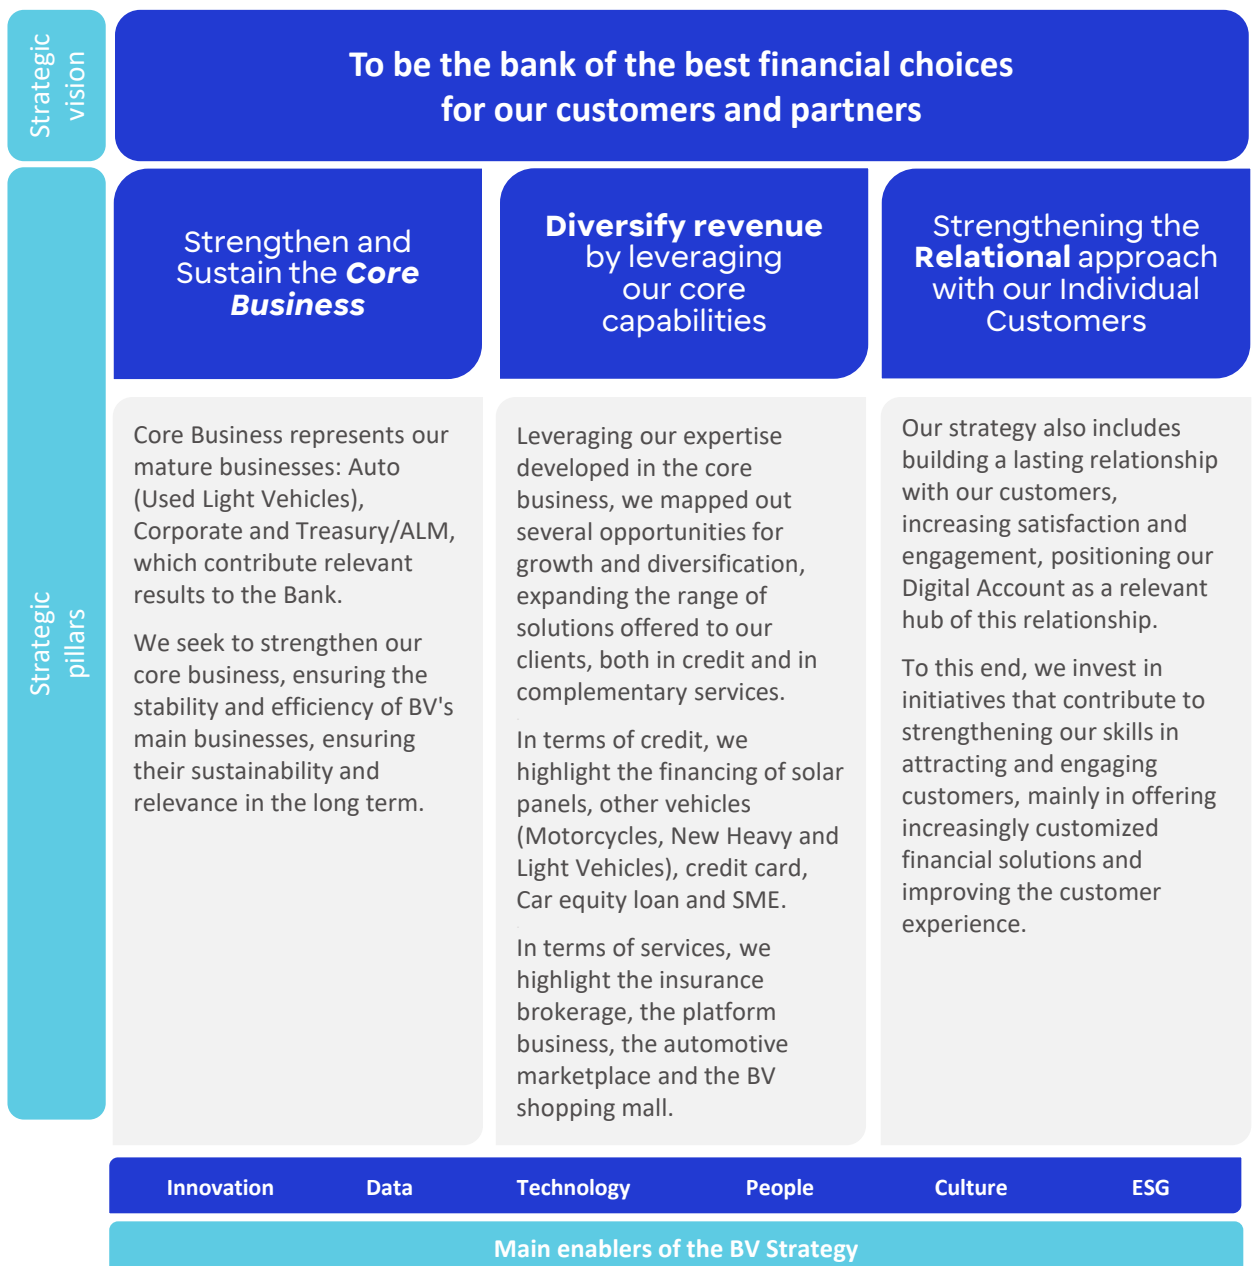 Strategic
vision
To be the bank of the best financial choices
for our customers and partners
Strategic
pillars
Strengthen and
Sustain the Core
Business
Core Business represents our
mature businesses: Auto
(Used Light Vehicles),
Corporate and Treasury/ALM,
which contribute relevant
results to the Bank.
We seek to strengthen our
core business, ensuring the
stability and efficiency of BV's
main businesses, ensuring
their sustainability and
relevance in the long term.
Diversify revenue
by leveraging
our core
capabilities
Leveraging our expertise
developed in the core
business, we mapped out
several opportunities for
growth and diversification,
expanding the range of
solutions offered to our
clients, both in credit and in
complementary services.
In terms of credit, we
highlight the financing of solar
panels, other vehicles
(Motorcycles, New Heavy and
Light Vehicles), credit card,
Car equity loan and SME.
In terms of services, we
highlight the insurance
brokerage, the platform
business, the automotive
marketplace and the BV
shopping mall.
Strengthening the
Relational approach
with our Individual
Customers
Our strategy also includes
building a lasting relationship
with our customers,
increasing satisfaction and
engagement, positioning our
Digital Account as a relevant
hub of this relationship.
To this end, we invest in
initiatives that contribute to
strengthening our skills in
attracting and engaging
customers, mainly in offering
increasingly customized
financial solutions and
improving the customer
experience.
Innovation Data Technology People Culture ESG
Main enablers of the BV Strategy